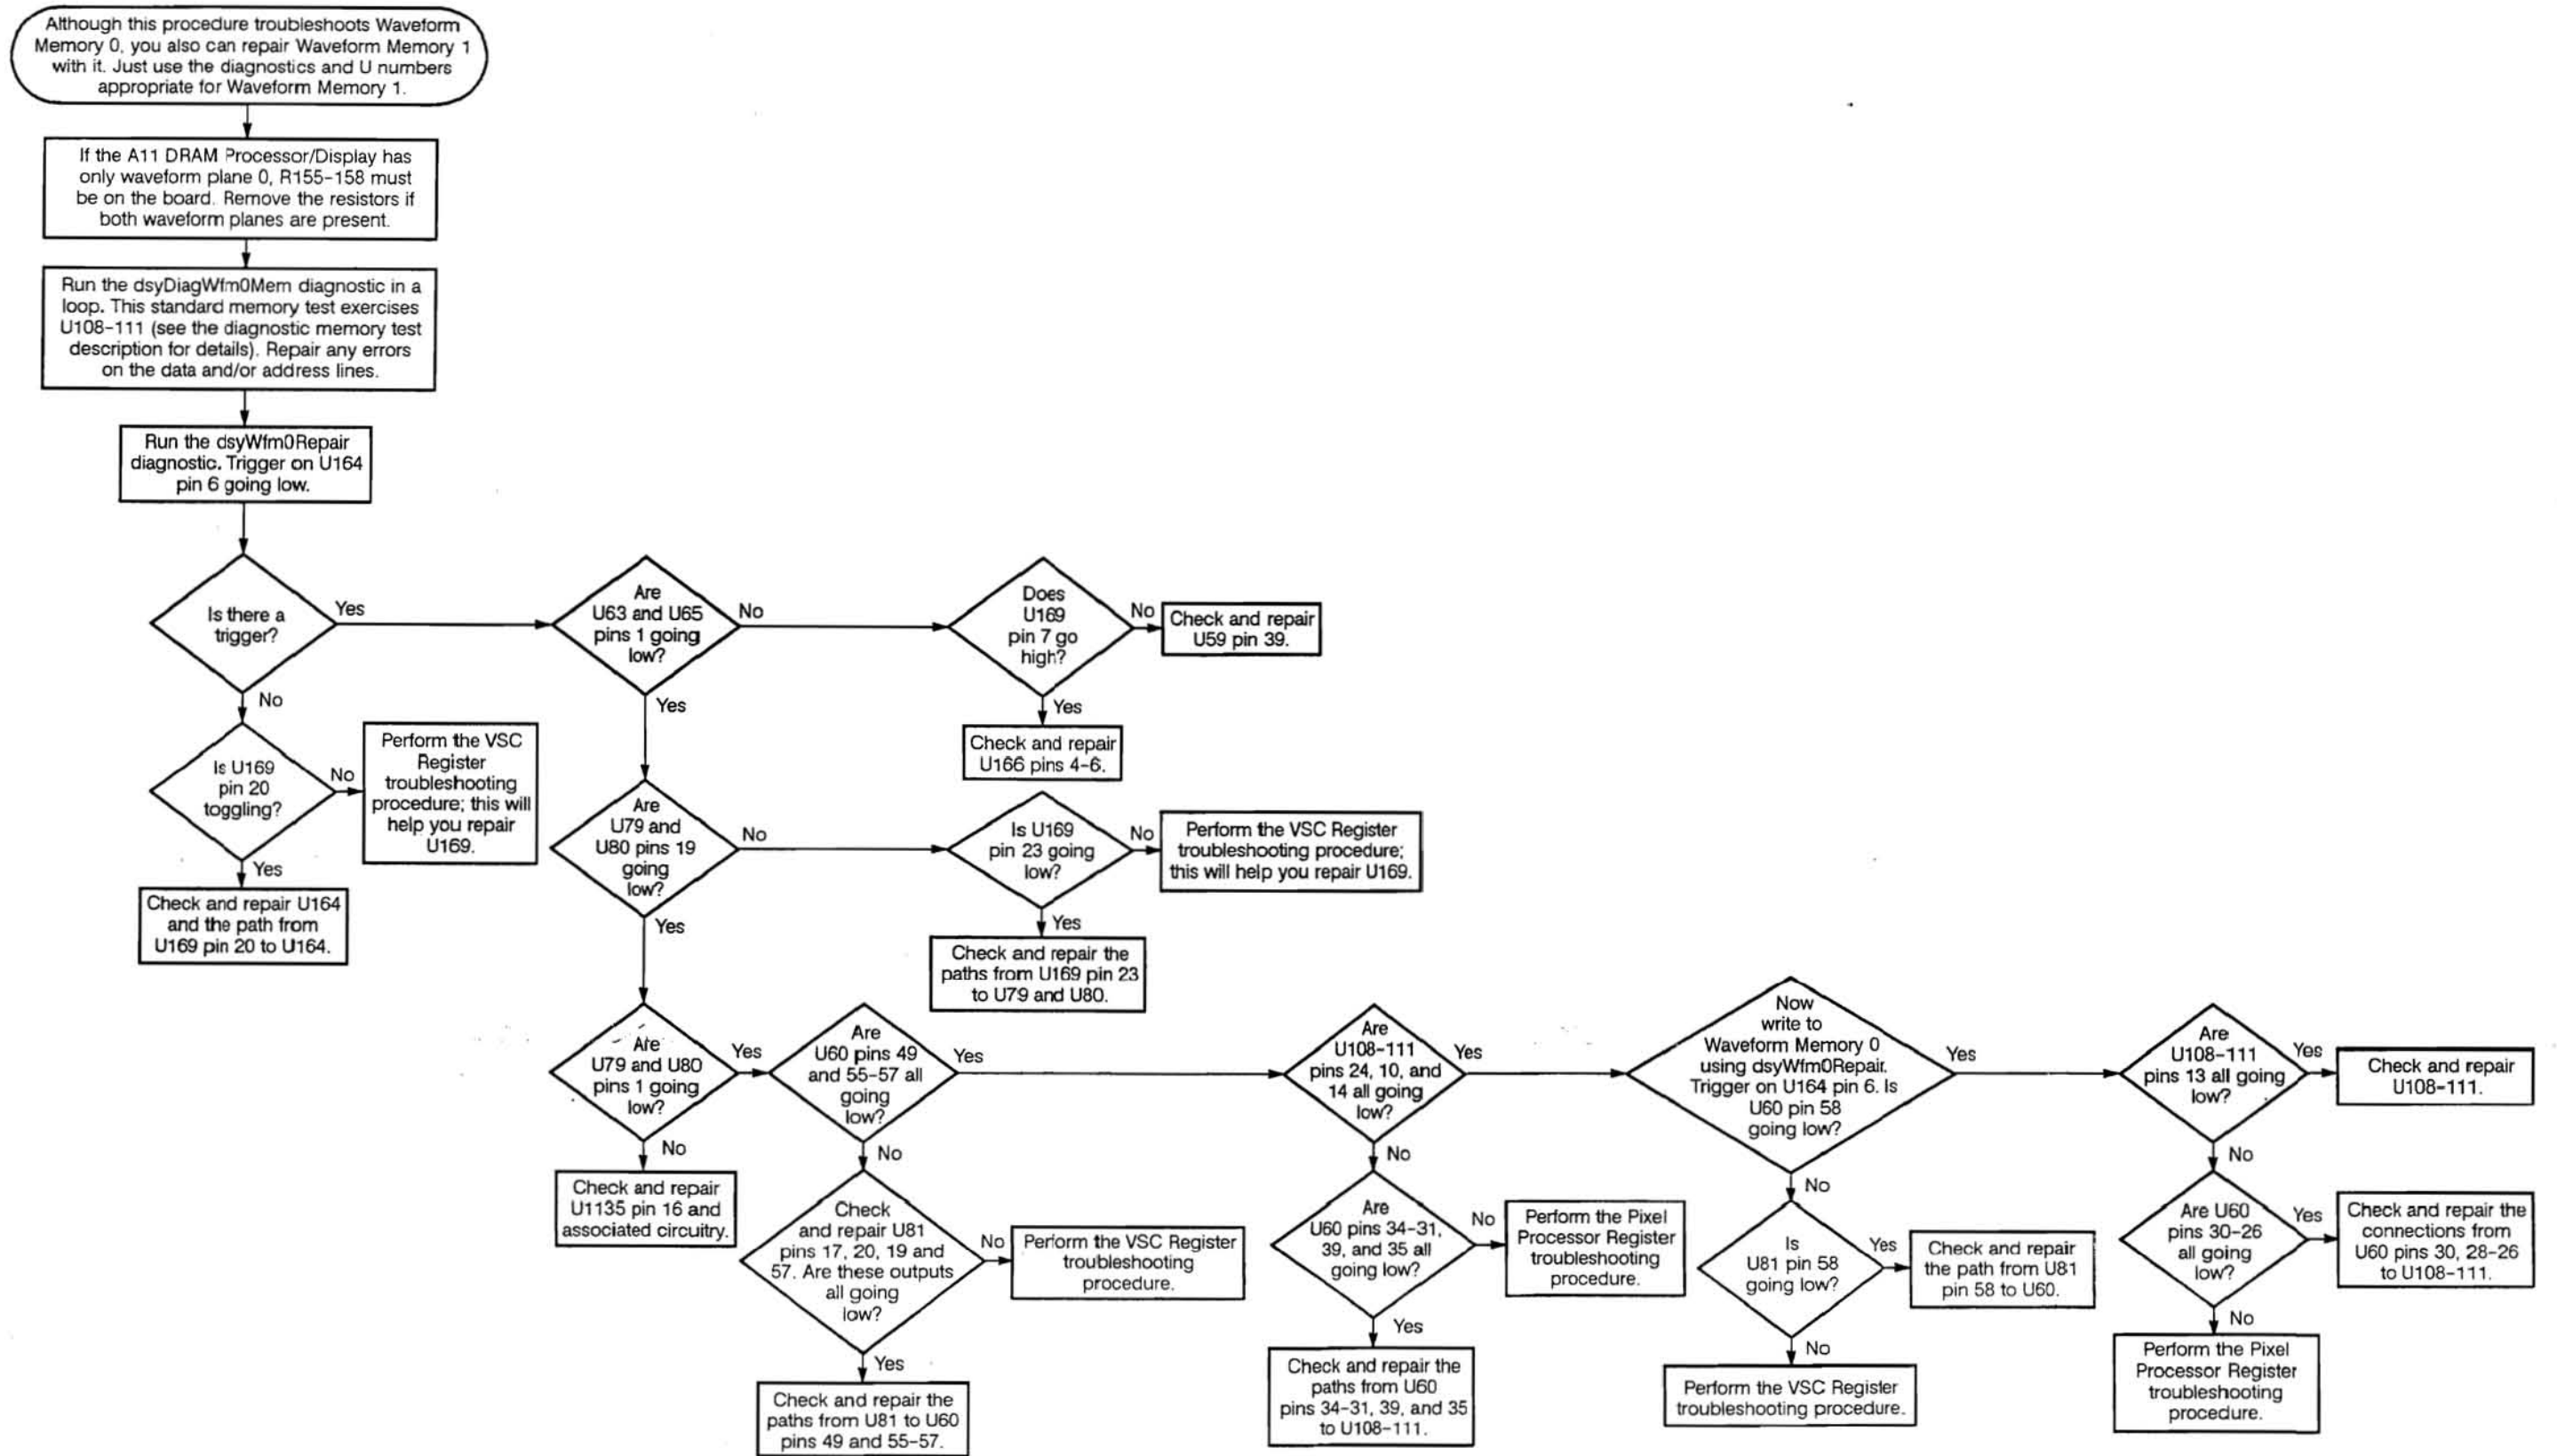 Although this procedure troubleshoots Waveform
Memory 0, you also can repair Waveform Memory 1
with it. Just use the diagnostics and U numbers
appropriate for Waveform Memory 1.
If the A11 DRAM Processor/Display has
only waveform plane 0, R155-158 must
be on the board. Remove the resistors if
both waveform planes are present.
Run the dsyDiagWfm0Mem diagnostic in a
loop. This standard memory test exercises
U108-111 (see the diagnostic memory test
description for details). Repair any errors
on the data and/or address lines.
Run the dsyWfm0Repair
diagnostic. Trigger on U164
pin 6 going low.
Is there a
trigger?
Yes
No
Are
U63 and U65
pins 1 going
low?
No
Yes
Does
U169
pin 7 go
high?
No
Yes
Check and repair
U59 pin 39.
Check and repair
U166 pins 4-6.
Is U169
pin 20
toggling?
No
Yes
Perform the VSC
Register
troubleshooting
procedure; this will
help you repair
U169.
Check and repair U164
and the path from
U169 pin 20 to U164.
Are
U79 and
U80 pins 19
going
low?
No
Yes
Is U169
pin 23 going
low?
No
Yes
Perform the VSC Register
troubleshooting procedure;
this will help you repair U169.
Check and repair the
paths from U169 pin 23
to U79 and U80.
Are
U79 and U80
pins 1 going
low?
Yes
No
Check and repair
U1135 pin 16 and
associated circuitry.
Are
U60 pins 49
and 55-57 all
going
low?
Yes
No
Check
and repair U81
pins 17, 20, 19 and
57. Are these outputs
all going
low?
No
Yes
Perform the VSC Register
troubleshooting
procedure.
Check and repair the
paths from U81 to U60
pins 49 and 55-57.
Are
U108-111
pins 24, 10, and
14 all going
low?
Yes
No
Are
U60 pins 34-31,
39, and 35 all
going low?
No
Yes
Perform the Pixel
Processor Register
troubleshooting
procedure.
Check and repair the
paths from U60
pins 34-31, 39, and 35
to U108-111.
Now
write to
Waveform Memory 0
using dsyWfm0Repair.
Trigger on U164 pin 6. Is
U60 pin 58
going low?
Yes
No
Is
U81 pin 58
going low?
Yes
No
Check and repair
the path from U81
pin 58 to U60.
Perform the VSC Register
troubleshooting procedure.
Are
U108-111
pins 13 all going
low?
Yes
No
Check and repair
U108-111.
Are U60
pins 30-26
all going
low?
Yes
No
Check and repair the
connections from
U60 pins 30, 28-26
to U108-111.
Perform the Pixel
Processor Register
troubleshooting
procedure.